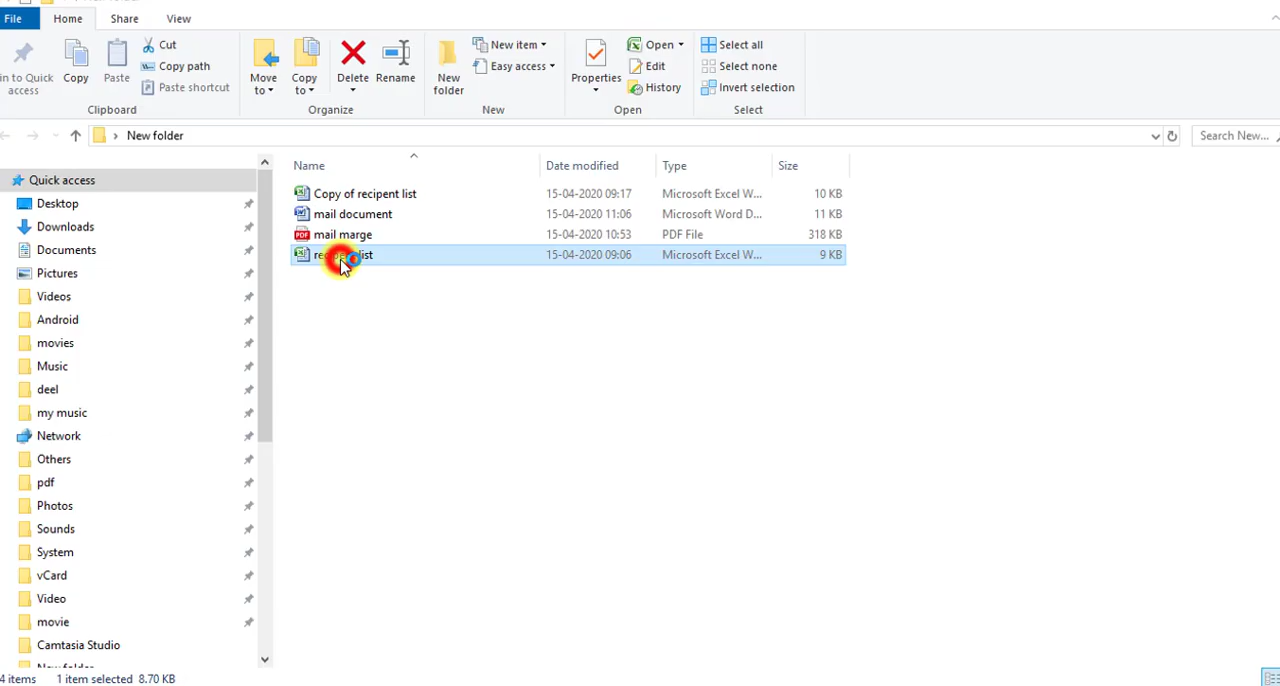 File Home Share View
Cut
Copy path
Paste shortcut
in to Quick access
Copy
Paste
Clipboard
Move to
Copy to
Delete
Rename
Organize
New folder
New item
Easy access
New
Properties
Open
Edit
History
Open
Select all
Select none
Invert selection
Select
New folder
Search New...
Name Date modified Type Size
Copy of recipent list 15-04-2020 09:17 Microsoft Excel W... 10 KB
mail document 15-04-2020 11:06 Microsoft Word D... 11 KB
PDF mail marge 15-04-2020 10:53 PDF File 318 KB
list 15-04-2020 09:06 Microsoft Excel W... 9 KB
Quick access
Desktop
Downloads
Documents
Pictures
Videos
Android
movies
Music
deel
my music
Network
Others
pdf
Photos
Sounds
System
vCard
Video
movie
Camtasia Studio
New folder
4 items 1 item selected 8.70 KB